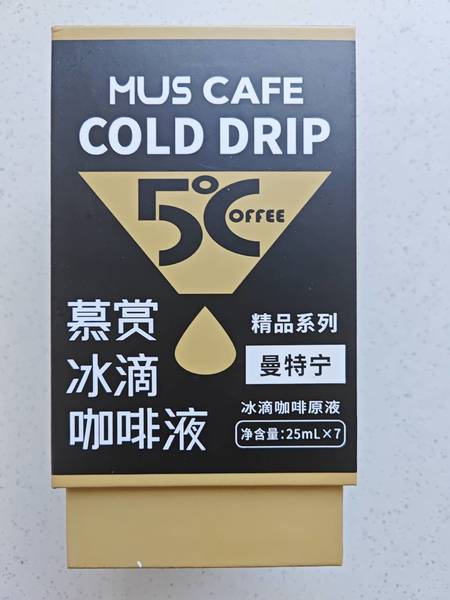 MUS CAFE
COLD DRIP
5°COFFEE
慕赏
冰滴
咖啡液
精品系列
曼特宁
冰滴咖啡原液
净含量:25mL×7